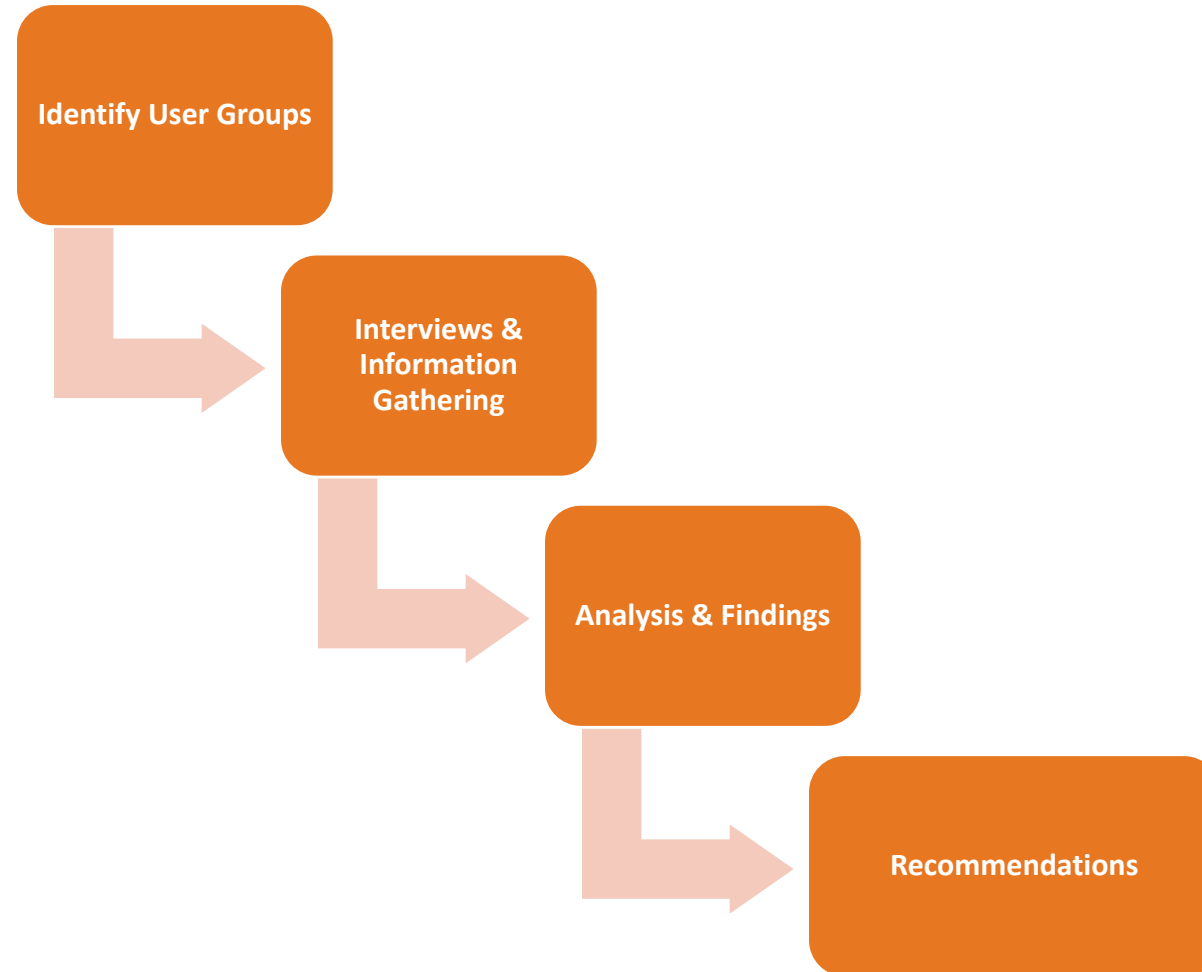 Identify User Groups
Interviews &
Information
Gathering
Analysis & Findings
Recommendations